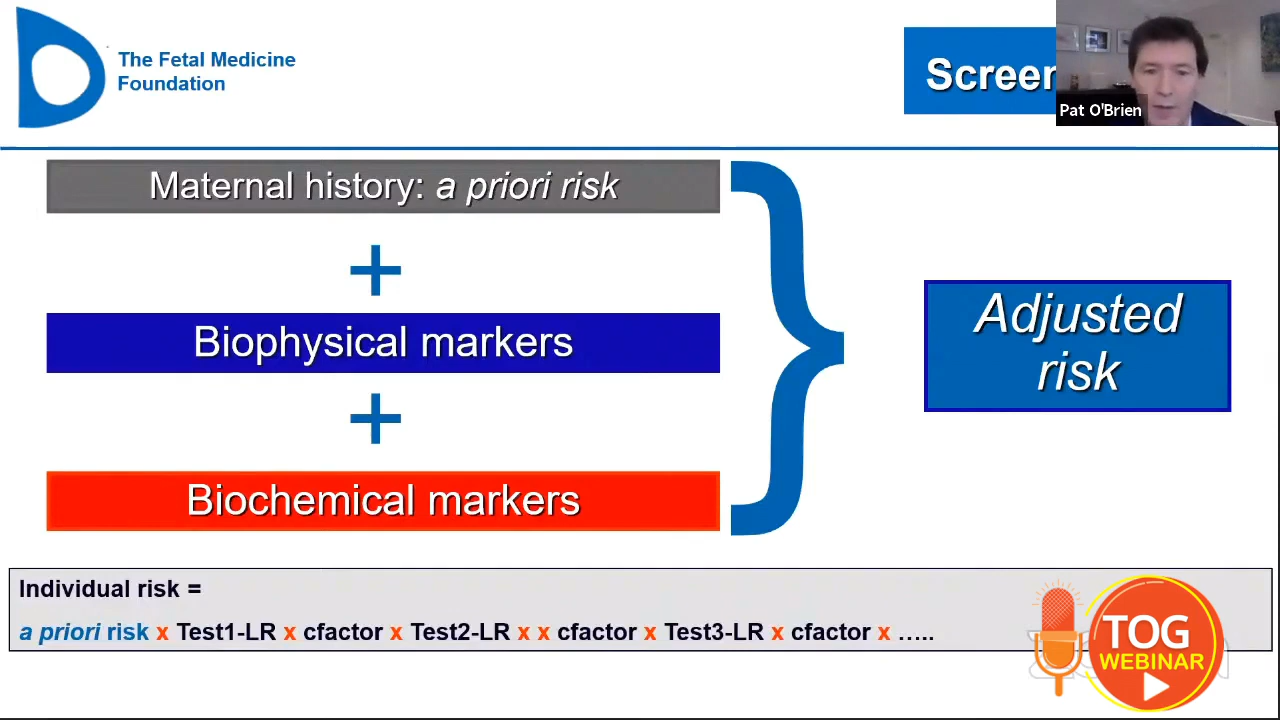 The Fetal Medicine
Foundation
Screen
Pat O'Brien
Maternal history: a priori risk
+
Biophysical markers
+
Biochemical markers
}
Adjusted
risk
Individual risk =
a priori risk x Test1-LR x cfactor x Test2-LR x x cfactor x Test3-LR x cfactor x …..
TOG
WEBINAR